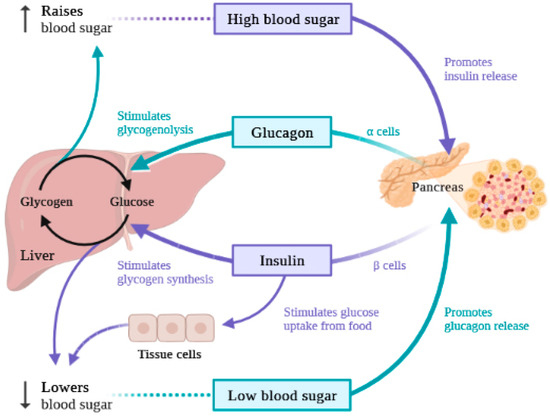 Raises
blood sugar
High blood sugar
Promotes
insulin release
Stimulates
glycogenolysis
Glucagon
α cells
Pancreas
Glycogen
Glucose
Liver
Stimulates
glycogen synthesis
Insulin
β cells
Stimulates glucose
uptake from food
Promotes
glucagon release
Tissue cells
Lowers
blood sugar
Low blood sugar